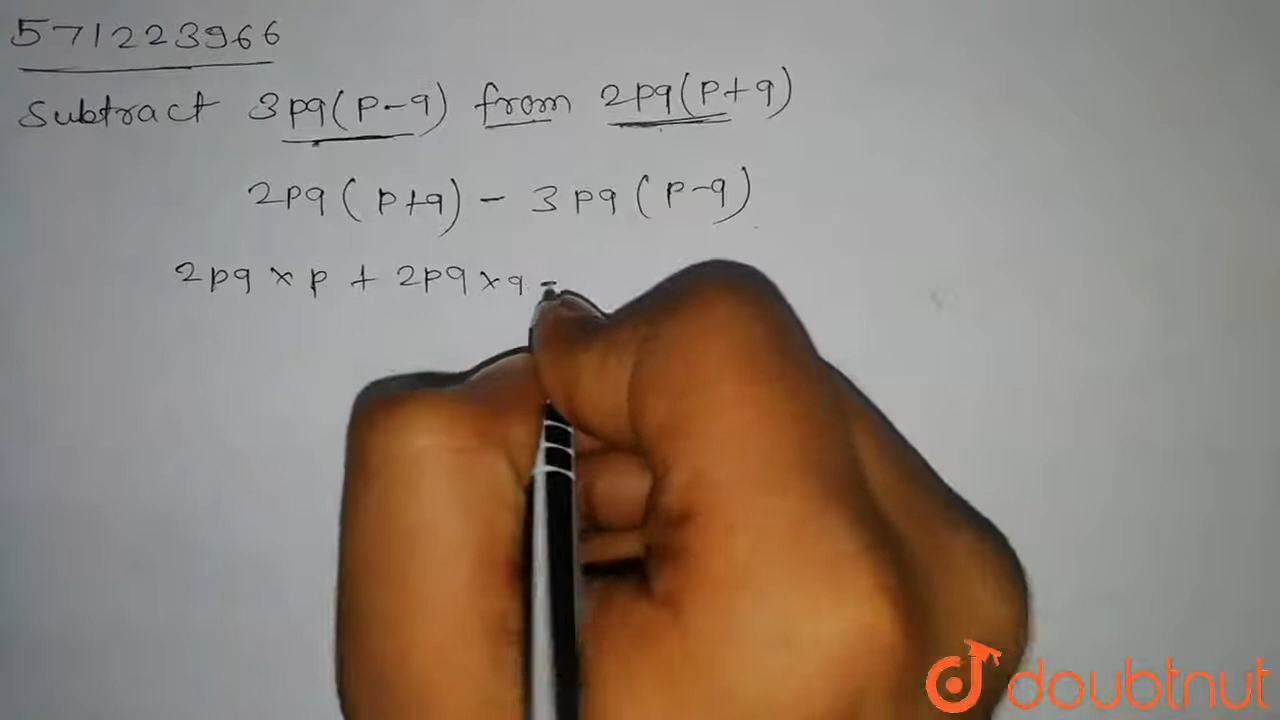 571223966
Subtract 3pq(p-q) from 2pq(p+q)
2pq (p+q) - 3pq (p-q)
2pq × p + 2pq × q -
doubtnut